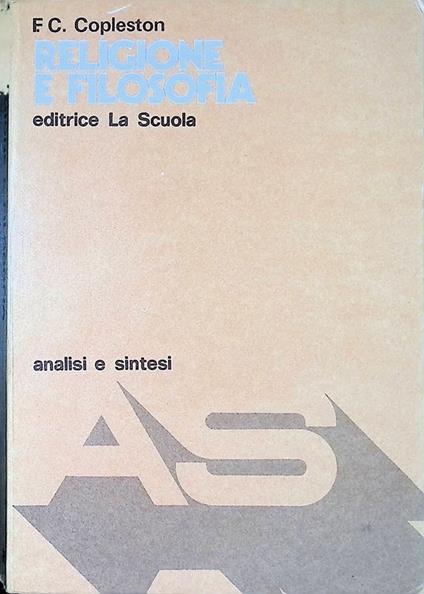 F. C. Copleston
RELIGIONE
E FILOSOFIA
editrice La Scuola
analisi e sintesi
AS